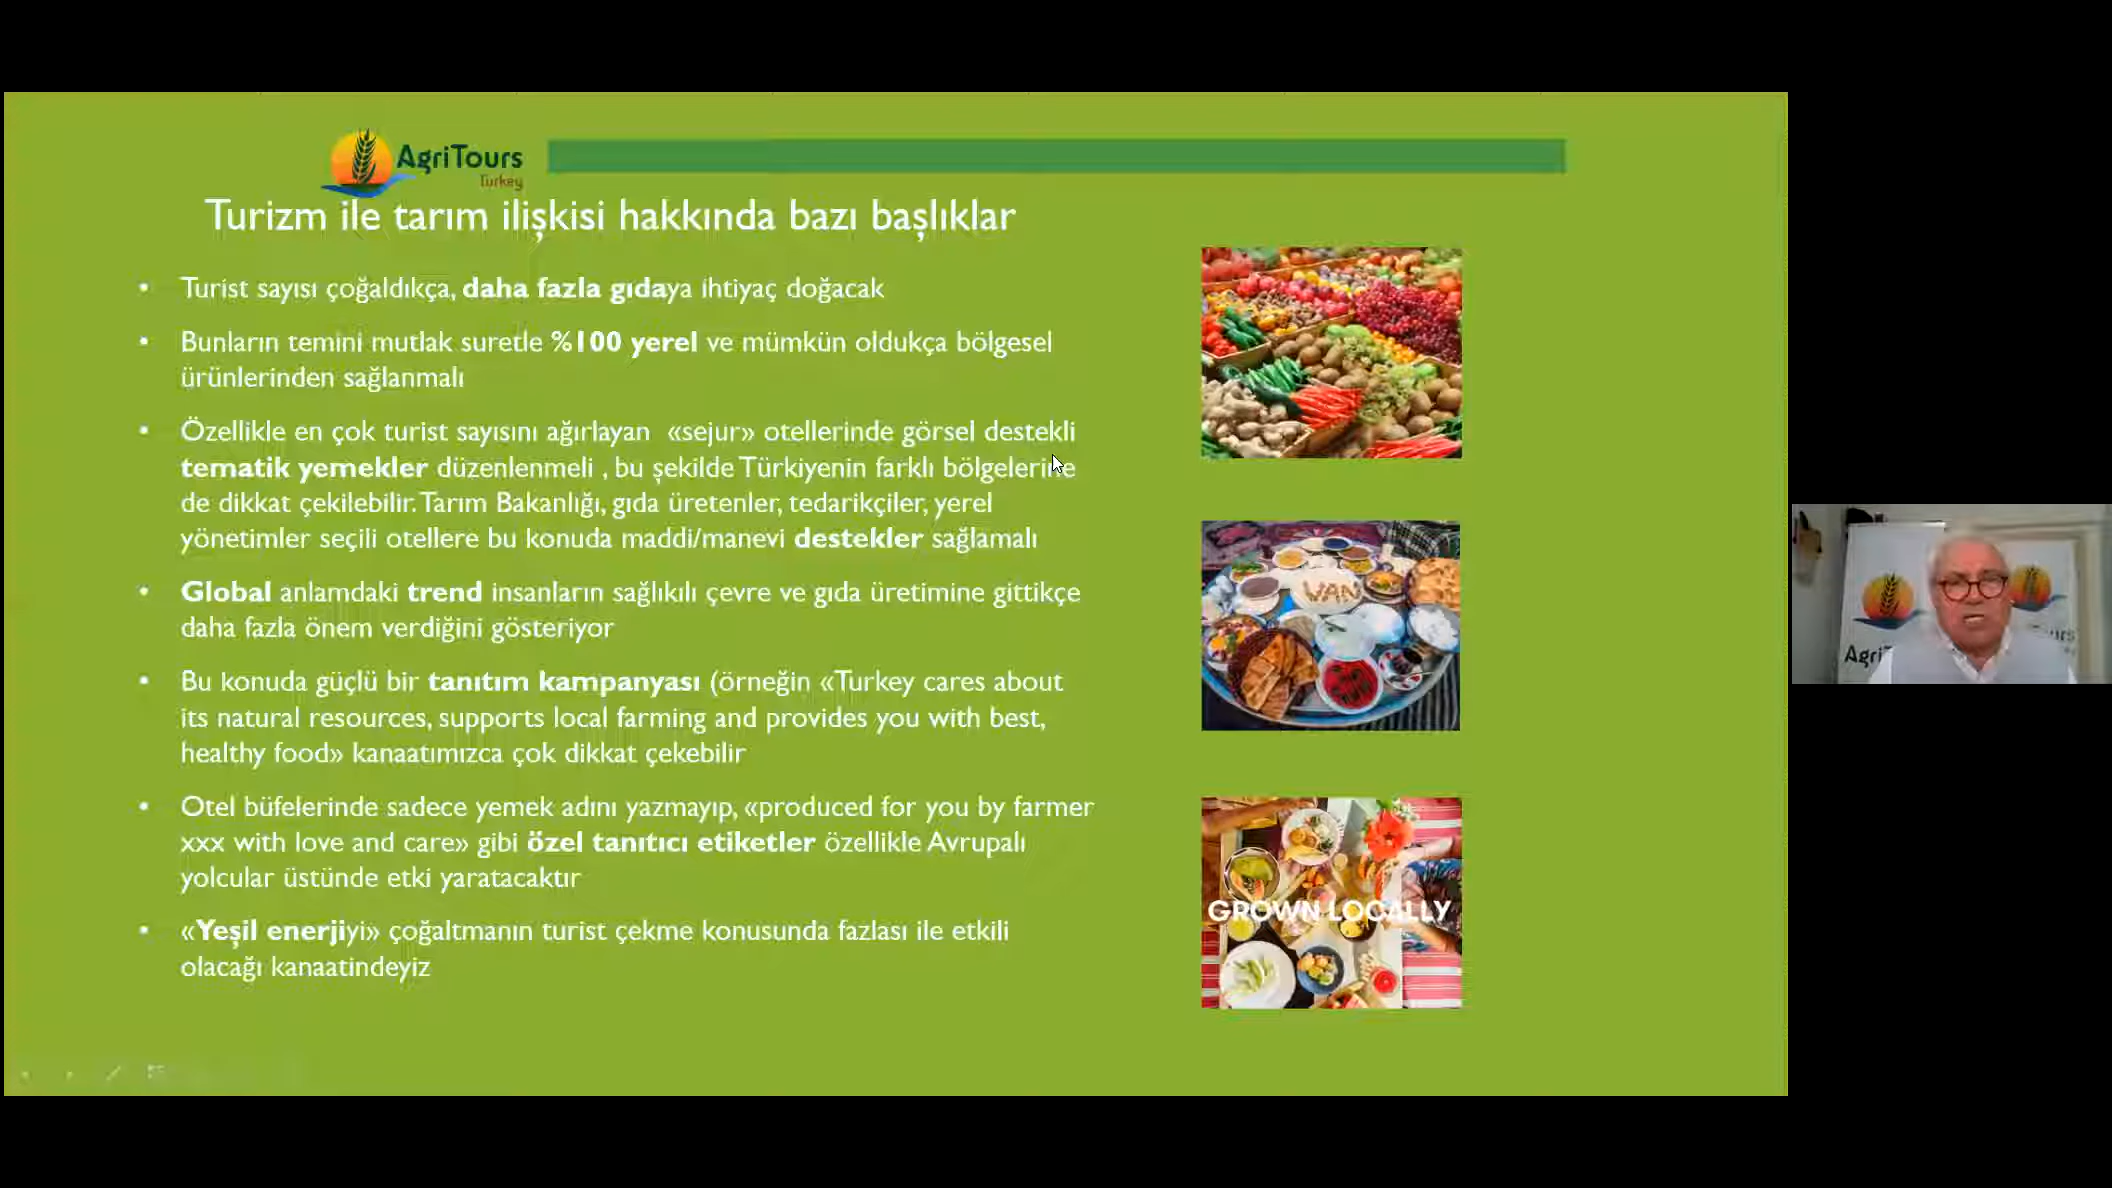 AgriTours
Turkey
Turizm ile tarım ilişkisi hakkında bazı başlıklar
• Turist sayısı çoğaldıkça, daha fazla gıdaya ihtiyaç doğacak
• Bunların temini mutlak suretle %100 yerel ve mümkün oldukça bölgesel
ürünlerinden sağlanmalı
• Özellikle en çok turist sayısını ağırlayan «sejur» otellerinde görsel destekli
tematik yemekler düzenlenmeli , bu şekilde Türkiyenin farklı bölgelerine
de dikkat çekilebilir. Tarım Bakanlığı, gıda üretenler, tedarikçiler, yerel
yönetimler seçili otellere bu konuda maddi/manevi destekler sağlamalı
• Global anlamdaki trend insanların sağlıkılı çevre ve gıda üretimine gittikçe
daha fazla önem verdiğini gösteriyor
• Bu konuda güçlü bir tanıtım kampanyası (örneğin «Turkey cares about
its natural resources, supports local farming and provides you with best,
healthy food» kanaatımızca çok dikkat çekebilir
• Otel büfelerinde sadece yemek adını yazmayıp, «produced for you by farmer
xxx with love and care» gibi özel tanıtıcı etiketler özellikle Avrupalı
yolcular üstünde etki yaratacaktır
• «Yeşil enerjiyi» çoğaltmanın turist çekme konusunda fazlası ile etkili
olacağı kanaatindeyiz
VAN
GROWN LOCALLY